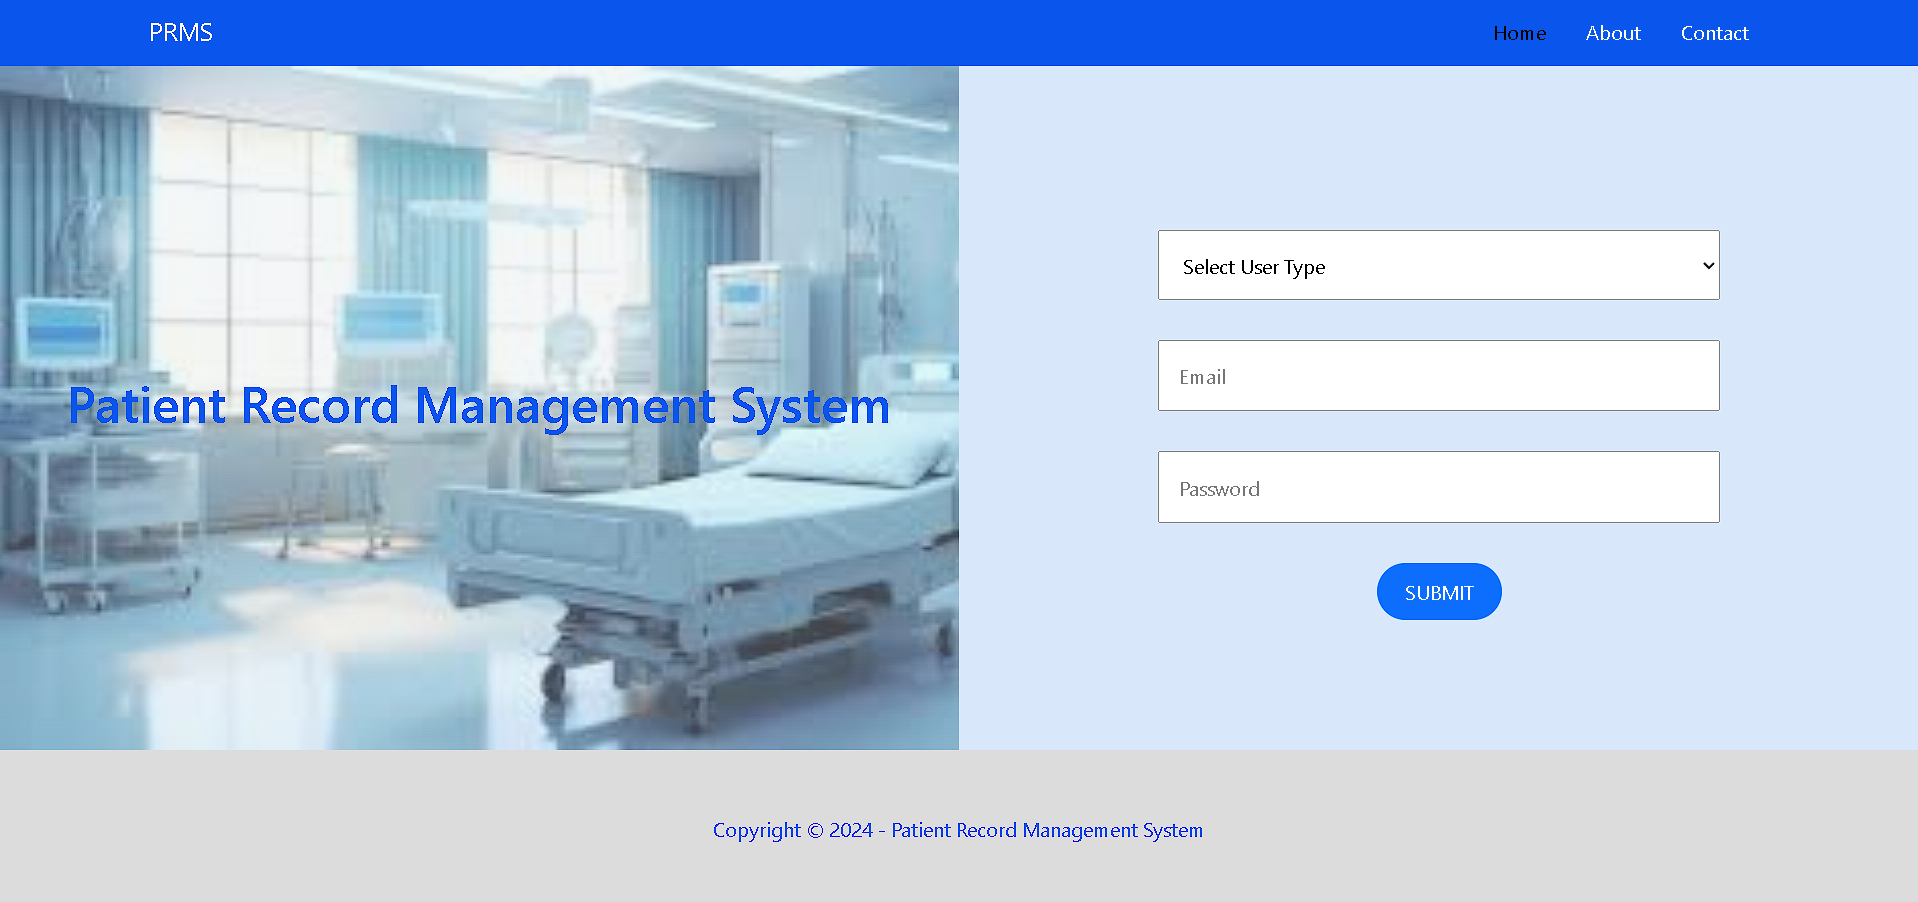 PRMS
Home
About
Contact
Patient Record Management System
Select User Type
Email
Password
SUBMIT
Copyright © 2024 - Patient Record Management System